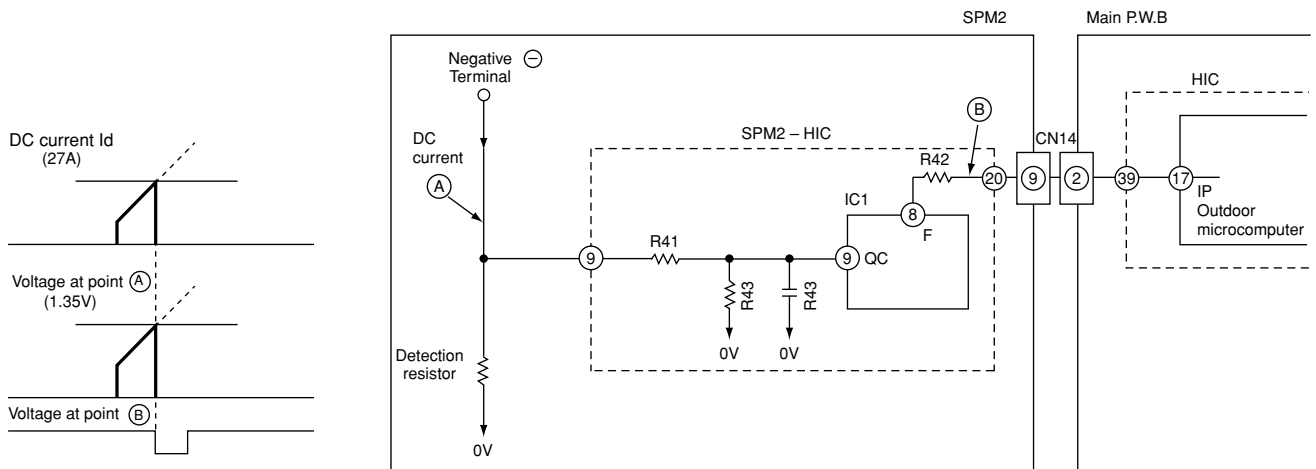 DC current Id
(27A)
Voltage at point Ⓐ
(1.35V)
Voltage at point Ⓑ
SPM2
Main P.W.B
Negative ⊖
Terminal
DC
current
Ⓐ
Detection
resistor
0V
SPM2 – HIC
⑨
R41
R43
0V
R43
0V
IC1
⑨ QC
⑧
F
R42
Ⓑ
⑳
CN14
⑨
②
HIC
㊴
⑰
IP
Outdoor
microcomputer